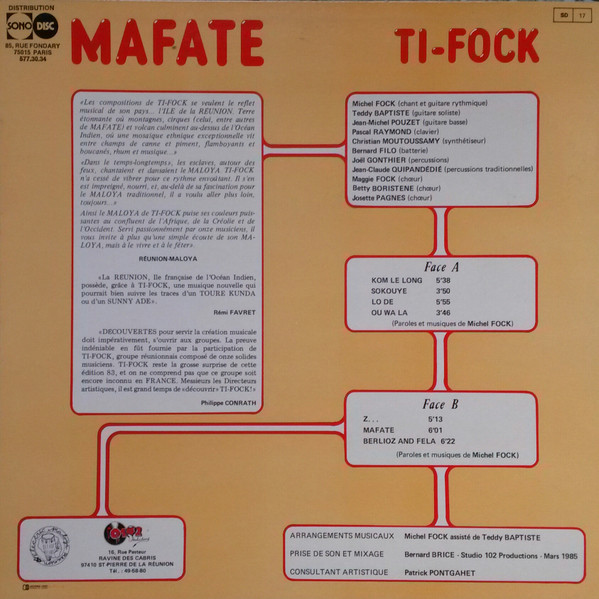 DISTRIBUTION
SONO DISC
85, RUE FONDARY
75015 PARIS
577.30.34
MAFATE
TI-FOCK
SD 17
«Les compositions de TI-FOCK se veulent le reflet
musical de son pays... l'ILE de la RÉUNION. Terre
étonnante où montagnes, cirques (celui, entre autres
de MAFATE) et volcan culminent au-dessus de l'Océan
Indien, où une mosaïque ethnique exceptionnelle vit
entre champs de canne et piment, flamboyants et
boucanés, rhum et musique...»
«Dans le temps-longtemps», les esclaves, autour des
feux, chantaient et dansaient le MALOYA. TI-FOCK
n'a cessé de vibrer pour ce rythme envoûtant. Il s'en
est imprégné, nourri, et, au-delà de sa fascination pour
le MALOYA traditionnel, il a voulu aller plus loin,
toujours...»
Ainsi le MALOYA de TI-FOCK puise ses couleurs puis-
santes au confluent de l'Afrique, de la Créolie et de
l'Occident. Servi passionnément par onze musiciens, il
vous invite à plus qu'une simple écoute de son MA-
LOYA, mais à le vivre et à le fêter».
RÉUNION-MALOYA
«La REUNION, Ile française de l'Océan Indien,
possède, grâce à TI-FOCK, une musique nouvelle qui
pourrait bien suivre les traces d'un TOURE KUNDA
ou d'un SUNNY ADE».
Rémi FAVRET
«DECOUVERTES» pour servir la création musicale
doit impérativement, s'ouvrir aux groupes. La preuve
indéniable en fût fournie par la participation de
TI-FOCK, groupe réunionnais composé de onze solides
musiciens. TI-FOCK reste la grosse surprise de cette
édition 83, et on ne comprend pas que ce groupe soit
encore inconnu en FRANCE. Messieurs les Directeurs
artistiques, il est grand temps de «découvrir» TI-FOCK!»
Philippe CONRATH
Michel FOCK (chant et guitare rythmique)
Teddy BAPTISTE (guitare soliste)
Jean-Michel POUZET (guitare basse)
Pascal RAYMOND (clavier)
Christian MOUTOUSSAMY (synthétiseur)
Bernard FILO (batterie)
Joël GONTHIER (percussions)
Jean-Claude QUIPANDÉDIÉ (percussions traditionnelles)
Maggie FOCK (chœur)
Betty BORISTENE (chœur)
Josette PAGNES (chœur)
Face A
KOM LE LONG 5'38
SOKOUYE 3'50
LO DE 5'55
OU WA LA 3'46
(Paroles et musiques de Michel FOCK)
Face B
Z... 5'13
MAFATE 6'01
BERLIOZ AND FELA 6'22
(Paroles et musiques de Michel FOCK)
16, Rue Pasteur
RAVINE DES CABRIS
97410 ST PIERRE DE LA RÉUNION
Tél. : 49-58-80
ARRANGEMENTS MUSICAUX Michel FOCK assisté de Teddy BAPTISTE
PRISE DE SON ET MIXAGE Bernard BRICE - Studio 102 Productions - Mars 1985
CONSULTANT ARTISTIQUE Patrick PONTGAHET